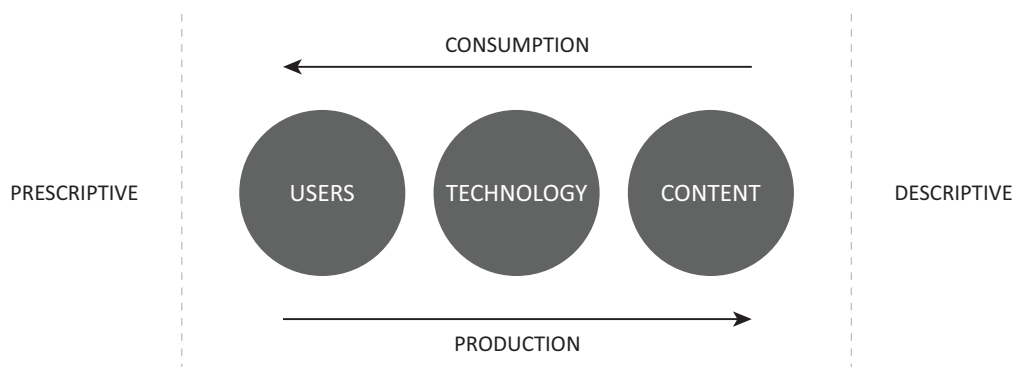 CONSUMPTION
PRESCRIPTIVE
USERS
TECHNOLOGY
CONTENT
DESCRIPTIVE
PRODUCTION